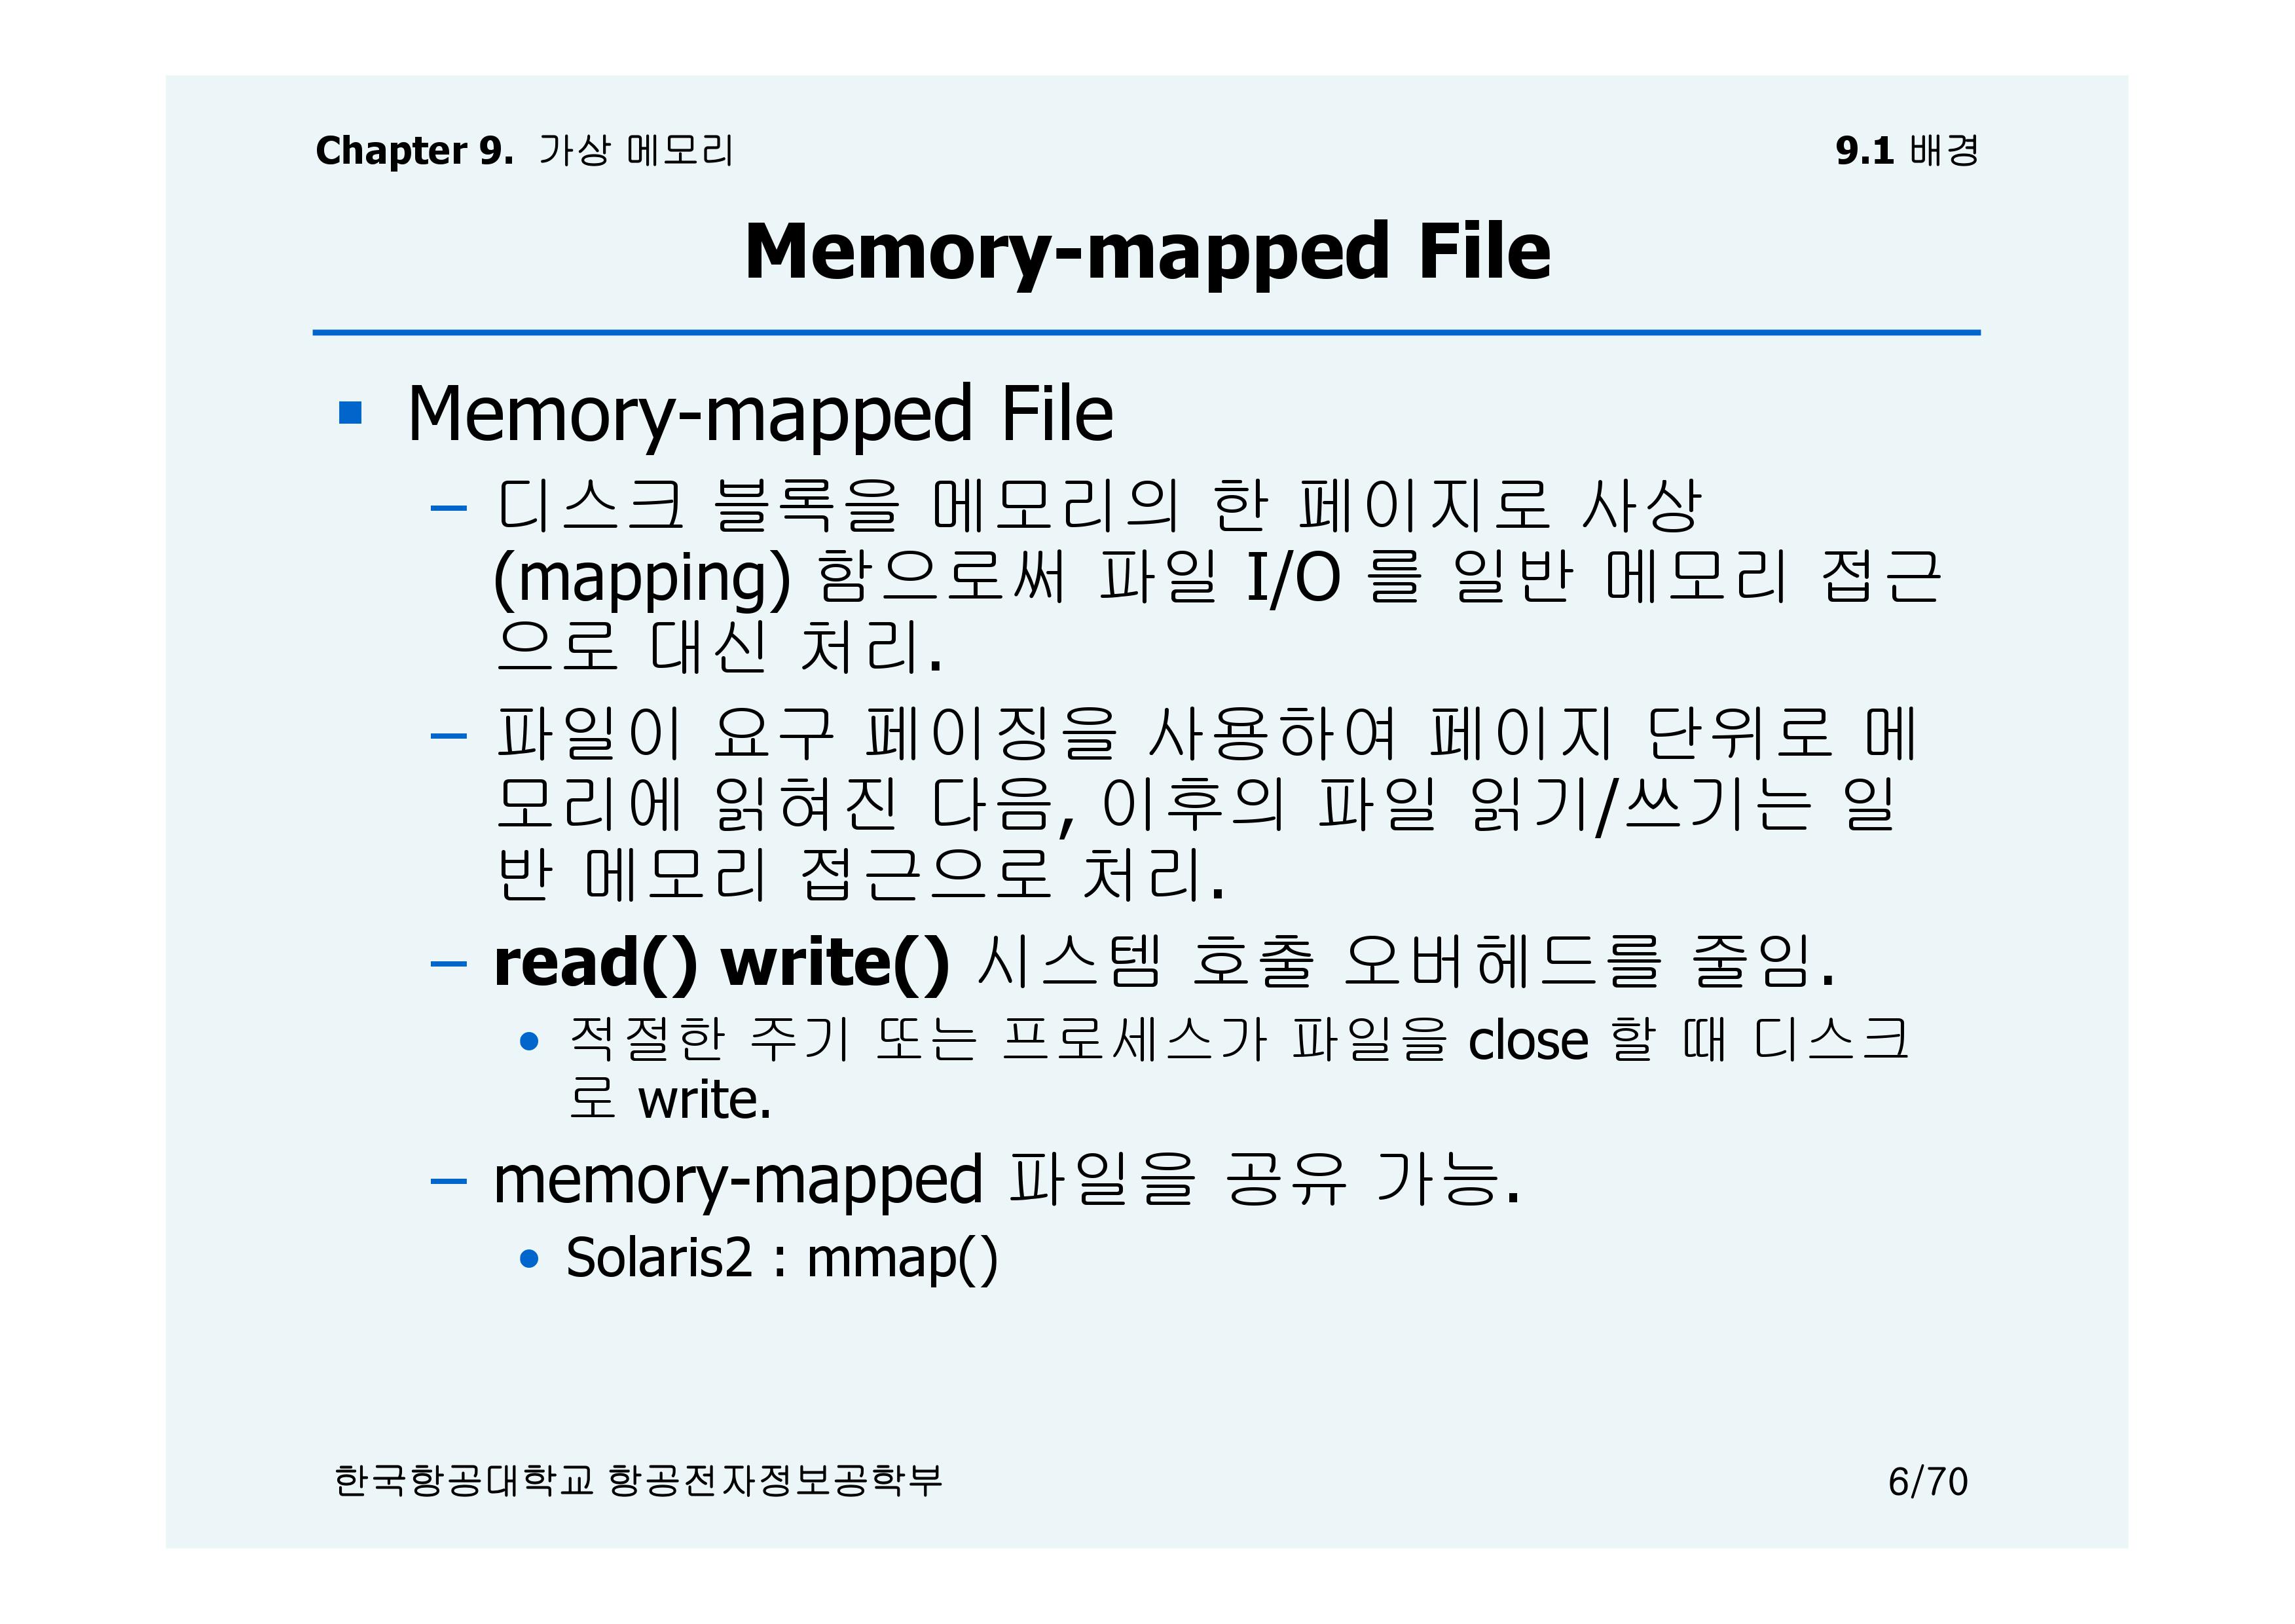 Chapter 9. 가상 메모리
9.1 배경
Memory-mapped File
Memory-mapped File
– 디스크 블록을 메모리의 한 페이지로 사상
(mapping) 함으로써 파일 I/O 를 일반 메모리 접근
으로 대신 처리.
– 파일이 요구 페이징을 사용하여 페이지 단위로 메
모리에 읽혀진 다음, 이후의 파일 읽기/쓰기는 일
반 메모리 접근으로 처리.
– read() write() 시스템 호출 오버헤드를 줄임.
• 적절한 주기 또는 프로세스가 파일을 close 할 때 디스크
로 write.
– memory-mapped 파일을 공유 가능.
• Solaris2 : mmap()
한국항공대학교 항공전자정보공학부
6/70